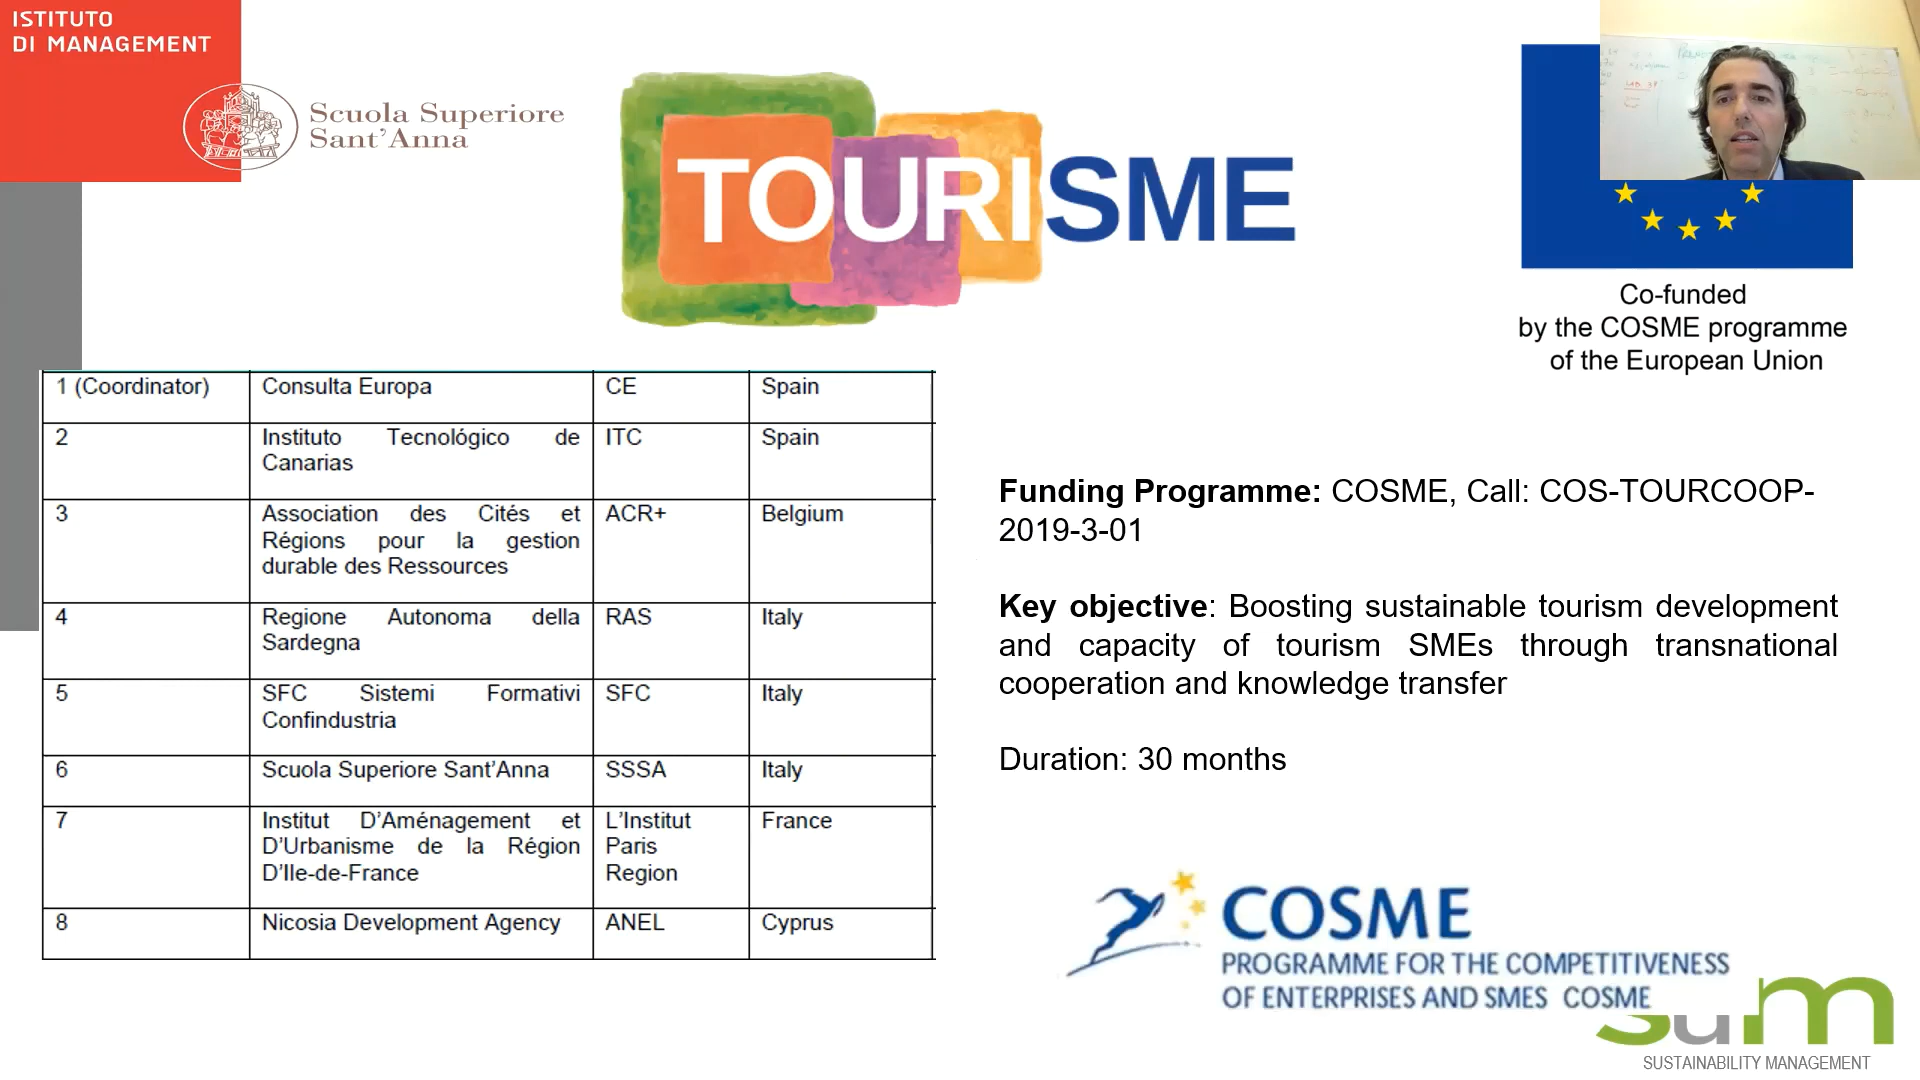 ISTITUTO
DI MANAGEMENT
Scuola Superiore
Sant'Anna
TOURISME
Co-funded
by the COSME programme
of the European Union
1 (Coordinator) Consulta Europa CE Spain
2 Instituto Tecnológico de Canarias ITC Spain
3 Association des Cités et Régions pour la gestion durable des Ressources ACR+ Belgium
4 Regione Autonoma della Sardegna RAS Italy
5 SFC Sistemi Formativi Confindustria SFC Italy
6 Scuola Superiore Sant'Anna SSSA Italy
7 Institut D'Aménagement et D'Urbanisme de la Région D'Ile-de-France L'Institut Paris Region France
8 Nicosia Development Agency ANEL Cyprus
Funding Programme: COSME, Call: COS-TOURCOOP-
2019-3-01
Key objective: Boosting sustainable tourism development
and capacity of tourism SMEs through transnational
cooperation and knowledge transfer
Duration: 30 months
COSME
PROGRAMME FOR THE COMPETITIVENESS
OF ENTERPRISES AND SMES COSME
sum
SUSTAINABILITY MANAGEMENT